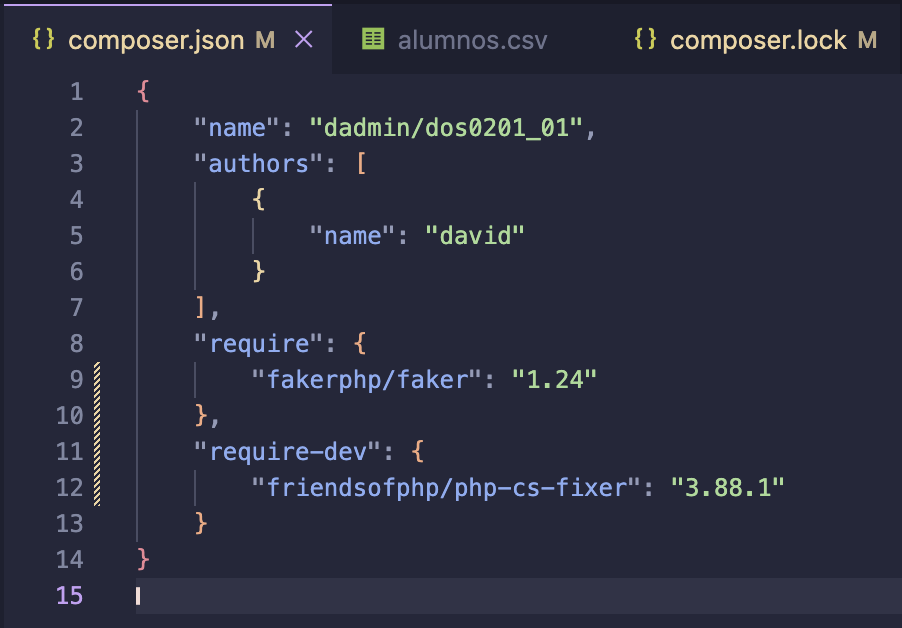 {} composer.json M ×
alumnos.csv
{} composer.lock M
1 {
2 "name": "dadmin/dos0201_01",
3 "authors": [
4 {
5 "name": "david"
6 }
7 ],
8 "require": {
9 "fakerphp/faker": "1.24"
10 },
11 "require-dev": {
12 "friendsofphp/php-cs-fixer": "3.88.1"
13 }
14 }
15